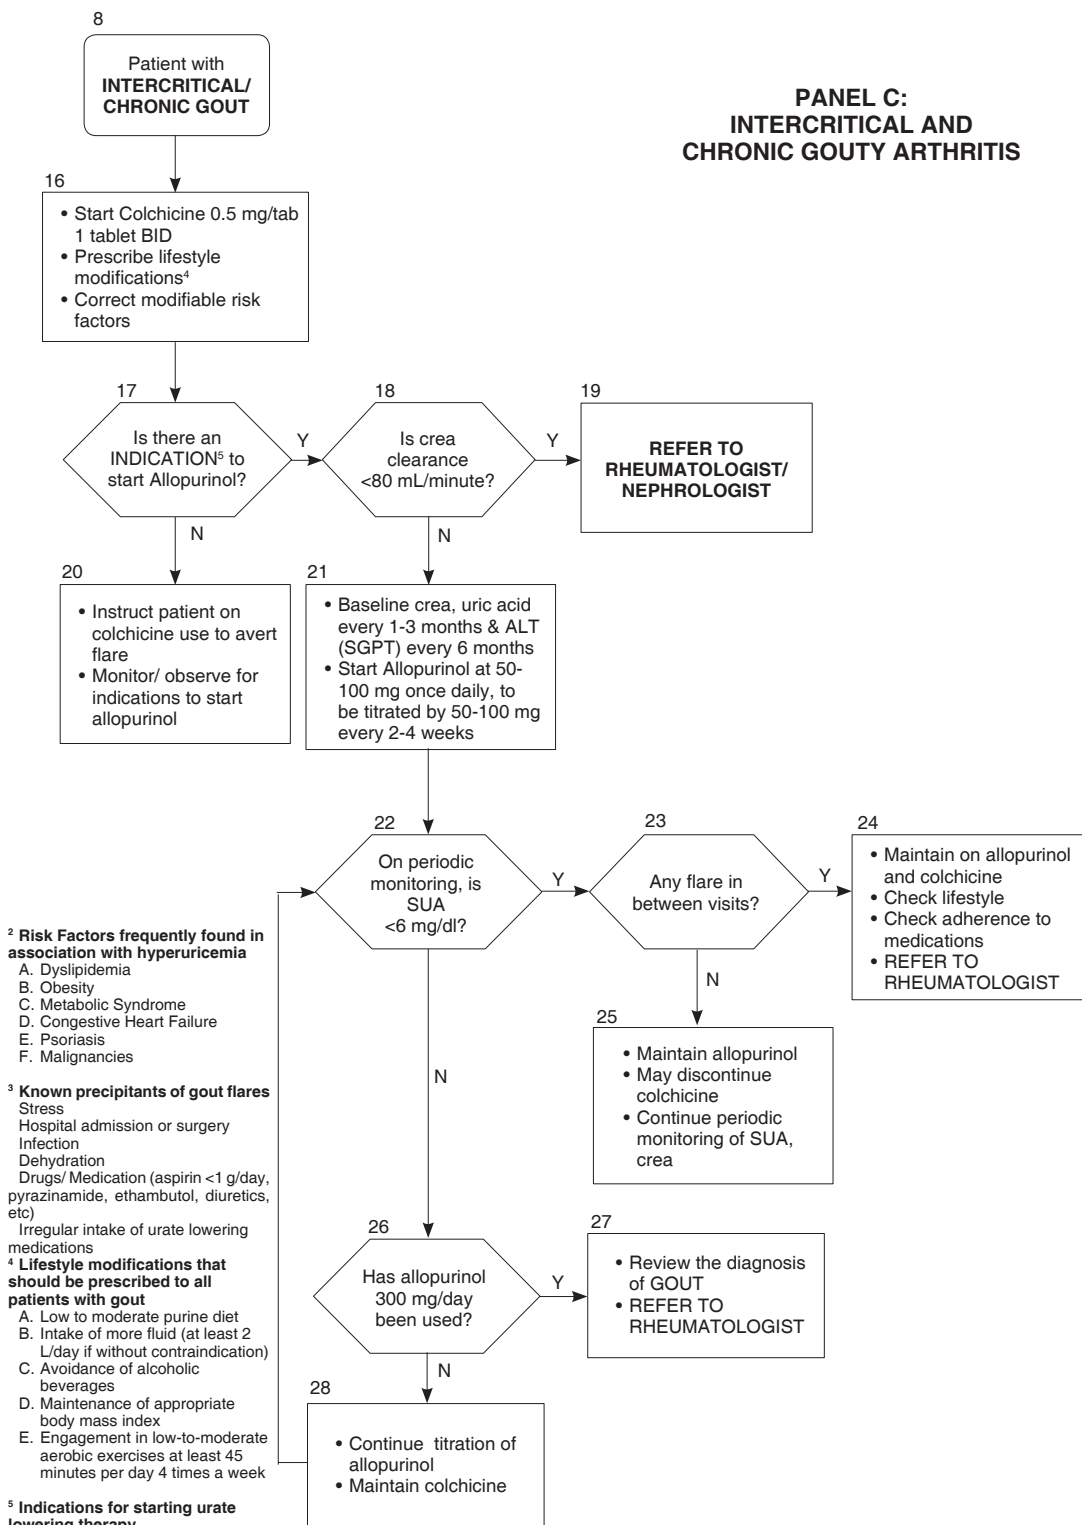 8
Patient with
INTERCRITICAL/
CHRONIC GOUT
PANEL C:
INTERCRITICAL AND
CHRONIC GOUTY ARTHRITIS
16
• Start Colchicine 0.5 mg/tab
1 tablet BID
• Prescribe lifestyle
modifications⁴
• Correct modifiable risk
factors
17
Is there an
INDICATION⁵ to
start Allopurinol?
Y
N
18
Is crea
clearance
<80 mL/minute?
Y
N
19
REFER TO
RHEUMATOLOGIST/
NEPHROLOGIST
20
• Instruct patient on
colchicine use to avert
flare
• Monitor/ observe for
indications to start
allopurinol
21
• Baseline crea, uric acid
every 1-3 months & ALT
(SGPT) every 6 months
• Start Allopurinol at 50-
100 mg once daily, to
be titrated by 50-100 mg
every 2-4 weeks
22
On periodic
monitoring, is
SUA
<6 mg/dl?
Y
N
23
Any flare in
between visits?
Y
N
24
• Maintain on allopurinol
and colchicine
• Check lifestyle
• Check adherence to
medications
• REFER TO
RHEUMATOLOGIST
25
• Maintain allopurinol
• May discontinue
colchicine
• Continue periodic
monitoring of SUA,
crea
26
Has allopurinol
300 mg/day
been used?
Y
N
27
• Review the diagnosis
of GOUT
• REFER TO
RHEUMATOLOGIST
28
• Continue titration of
allopurinol
• Maintain colchicine
² Risk Factors frequently found in
association with hyperuricemia
A. Dyslipidemia
B. Obesity
C. Metabolic Syndrome
D. Congestive Heart Failure
E. Psoriasis
F. Malignancies
³ Known precipitants of gout flares
Stress
Hospital admission or surgery
Infection
Dehydration
Drugs/ Medication (aspirin <1 g/day,
pyrazinamide, ethambutol, diuretics,
etc)
Irregular intake of urate lowering
medications
⁴ Lifestyle modifications that
should be prescribed to all
patients with gout
A. Low to moderate purine diet
B. Intake of more fluid (at least 2
L/day if without contraindication)
C. Avoidance of alcoholic
beverages
D. Maintenance of appropriate
body mass index
E. Engagement in low-to-moderate
aerobic exercises at least 45
minutes per day 4 times a week
⁵ Indications for starting urate
lowering therapy